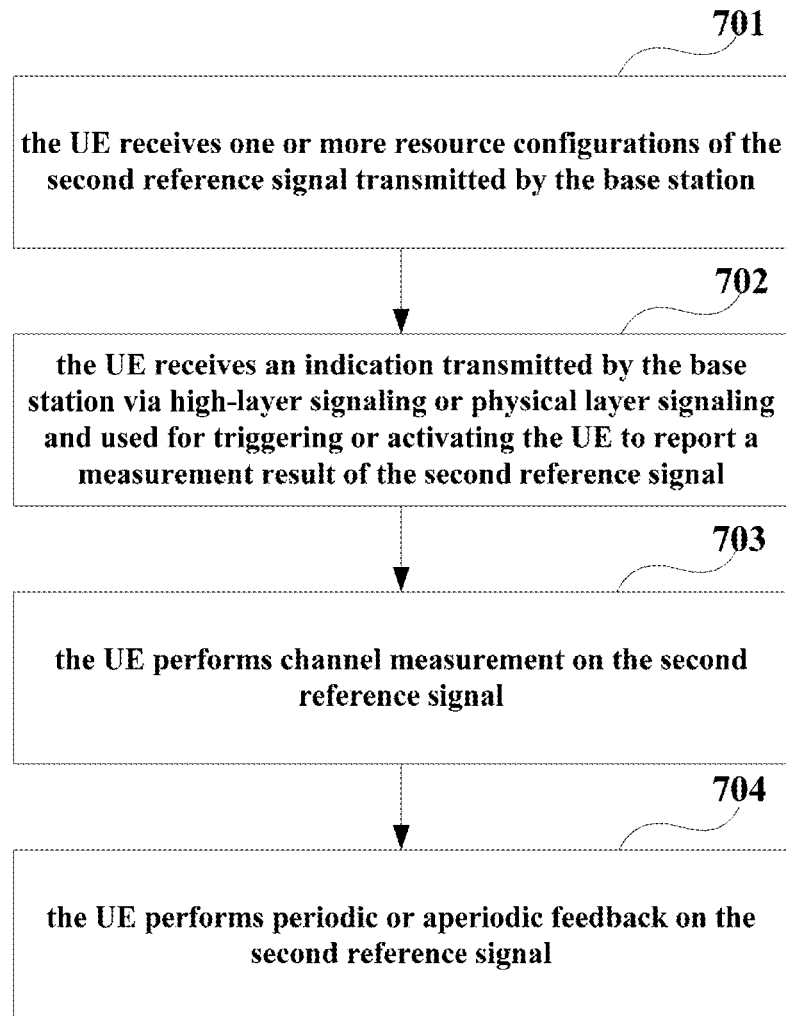 701
the UE receives one or more resource configurations of the
second reference signal transmitted by the base station
702
the UE receives an indication transmitted by the base
station via high-layer signaling or physical layer signaling
and used for triggering or activating the UE to report a
measurement result of the second reference signal
703
the UE performs channel measurement on the second
reference signal
704
the UE performs periodic or aperiodic feedback on the
second reference signal